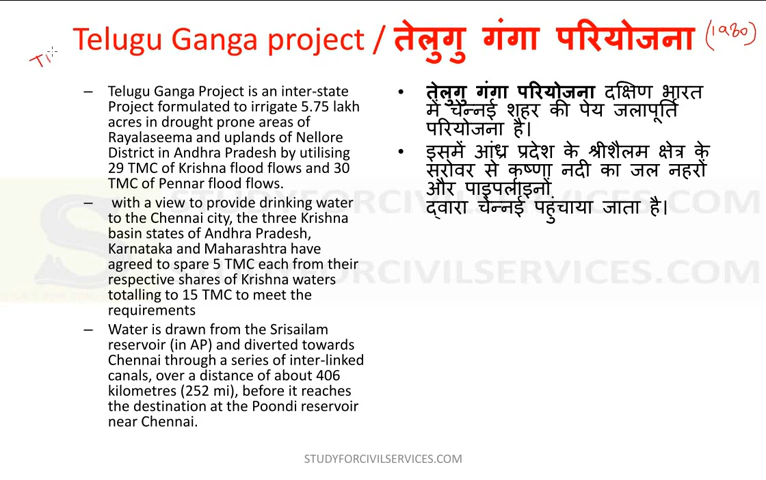 Telugu Ganga project / तेलुगु गंगा परियोजना (1980)
– Telugu Ganga Project is an inter-state
Project formulated to irrigate 5.75 lakh
acres in drought prone areas of
Rayalaseema and uplands of Nellore
District in Andhra Pradesh by utilising
29 TMC of Krishna flood flows and 30
TMC of Pennar flood flows.
– with a view to provide drinking water
to the Chennai city, the three Krishna
basin states of Andhra Pradesh,
Karnataka and Maharashtra have
agreed to spare 5 TMC each from their
respective shares of Krishna waters
totalling to 15 TMC to meet the
requirements
– Water is drawn from the Srisailam
reservoir (in AP) and diverted towards
Chennai through a series of inter-linked
canals, over a distance of about 406
kilometres (252 mi), before it reaches
the destination at the Poondi reservoir
near Chennai.
• तेलुगु गंगा परियोजना दक्षिण भारत
में चेन्नई शहर की पेय जलापूर्ति
परियोजना है।
• इसमें आंध्र प्रदेश के श्रीशैलम क्षेत्र के
सरोवर से कृष्णा नदी का जल नहरों
और पाइपलाइनों
द्वारा चेन्नई पहुंचाया जाता है।
STUDYFORCIVILSERVICES.COM